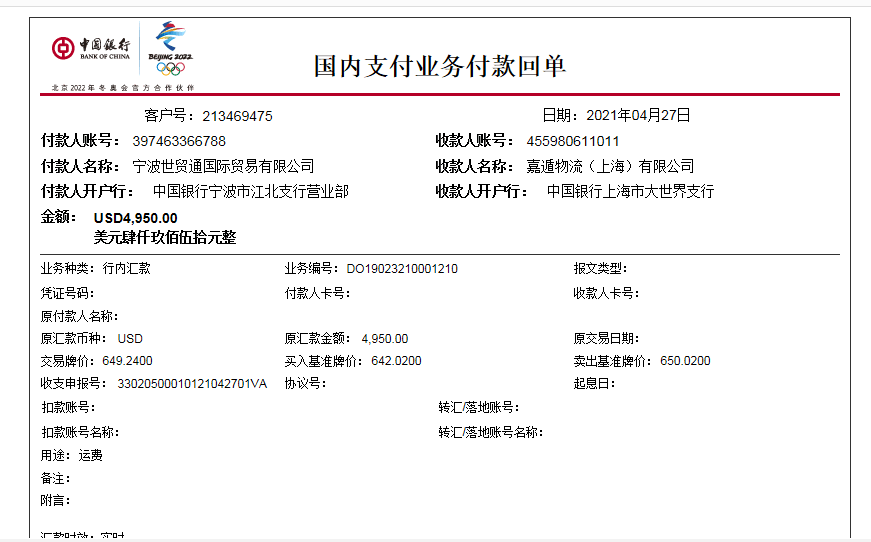 中国银行
BANK OF CHINA
BEIJING 2022
北京2022年冬奥会官方合作伙伴
国内支付业务付款回单
客户号：213469475 日期：2021年04月27日
付款人账号：397463366788 收款人账号：455980611011
付款人名称：宁波世贸通国际贸易有限公司 收款人名称：嘉遁物流（上海）有限公司
付款人开户行：中国银行宁波市江北支行营业部 收款人开户行：中国银行上海市大世界支行
金额：USD4,950.00
美元肆仟玖佰伍拾元整
业务种类：行内汇款 业务编号：DO19023210001210 报文类型：
凭证号码： 付款人卡号： 收款人卡号：
原付款人名称：
原汇款币种：USD 原汇款金额：4,950.00 原交易日期：
交易牌价：649.2400 买入基准牌价：642.0200 卖出基准牌价：650.0200
收支申报号：33020500010121042701VA 协议号： 起息日：
扣款账号： 转汇/落地账号：
扣款账号名称： 转汇/落地账号名称：
用途：运费
备注：
附言：
汇款时效：实时